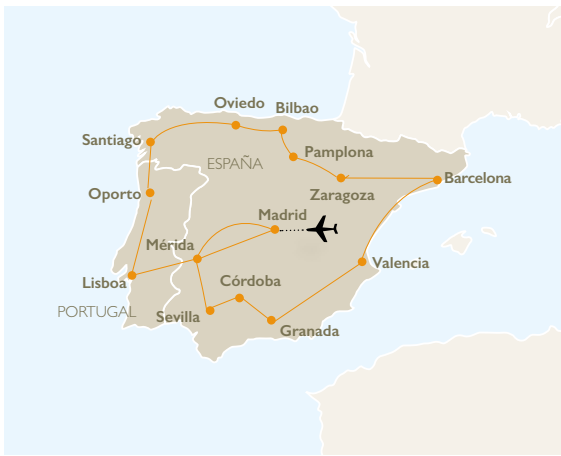 Oviedo
Bilbao
Santiago
Pamplona
ESPAÑA
Barcelona
Zaragoza
Oporto
Madrid
Mérida
Valencia
Lisboa
Córdoba
PORTUGAL
Sevilla
Granada